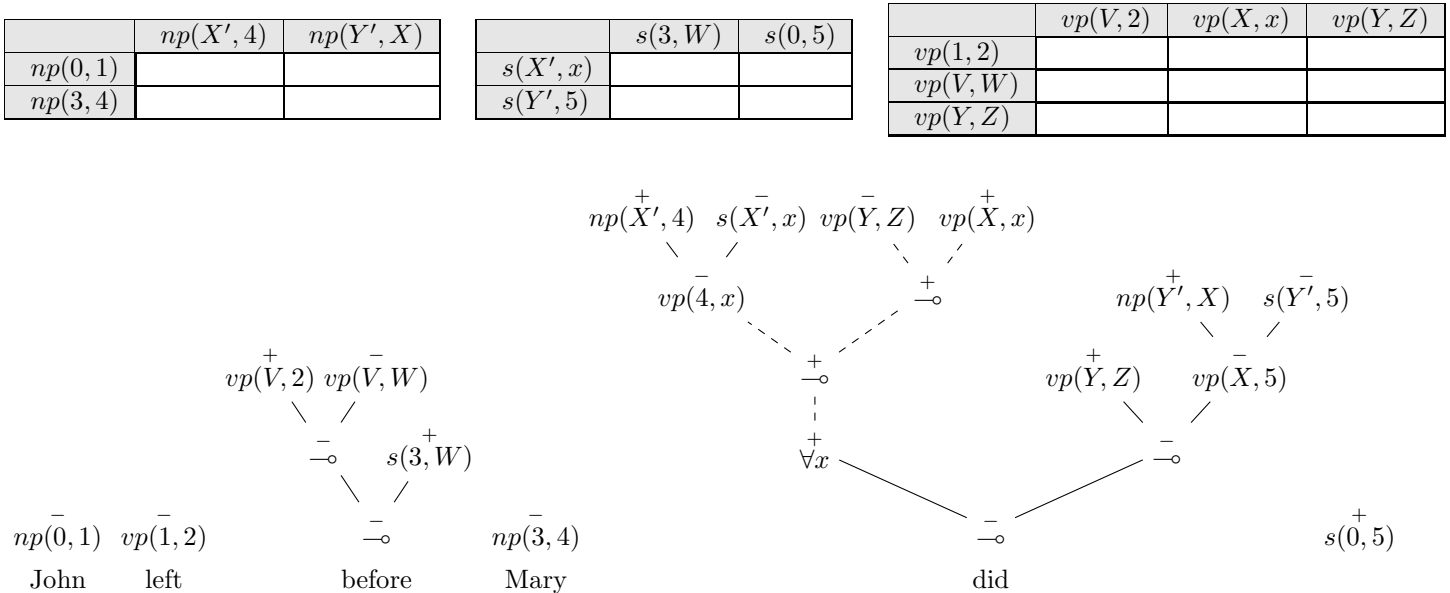 np(X′, 4) np(Y′, X)
np(0, 1)
np(3, 4)
s(3, W) s(0, 5)
s(X′, x)
s(Y′, 5)
vp(V, 2) vp(X, x) vp(Y, Z)
vp(1, 2)
vp(V, W)
vp(Y, Z)
+ − − +
np(X′, 4) s(X′, x) vp(Y, Z) vp(X, x)
− + + −
vp(4, x) ⊸ np(Y′, X) s(Y′, 5)
+ − + + −
vp(V, 2) vp(V, W) ⊸ vp(Y, Z) vp(X, 5)
− + + −
⊸ s(3, W) ∀x ⊸
− − − − − +
np(0, 1) vp(1, 2) ⊸ np(3, 4) ⊸ s(0, 5)
John left before Mary did